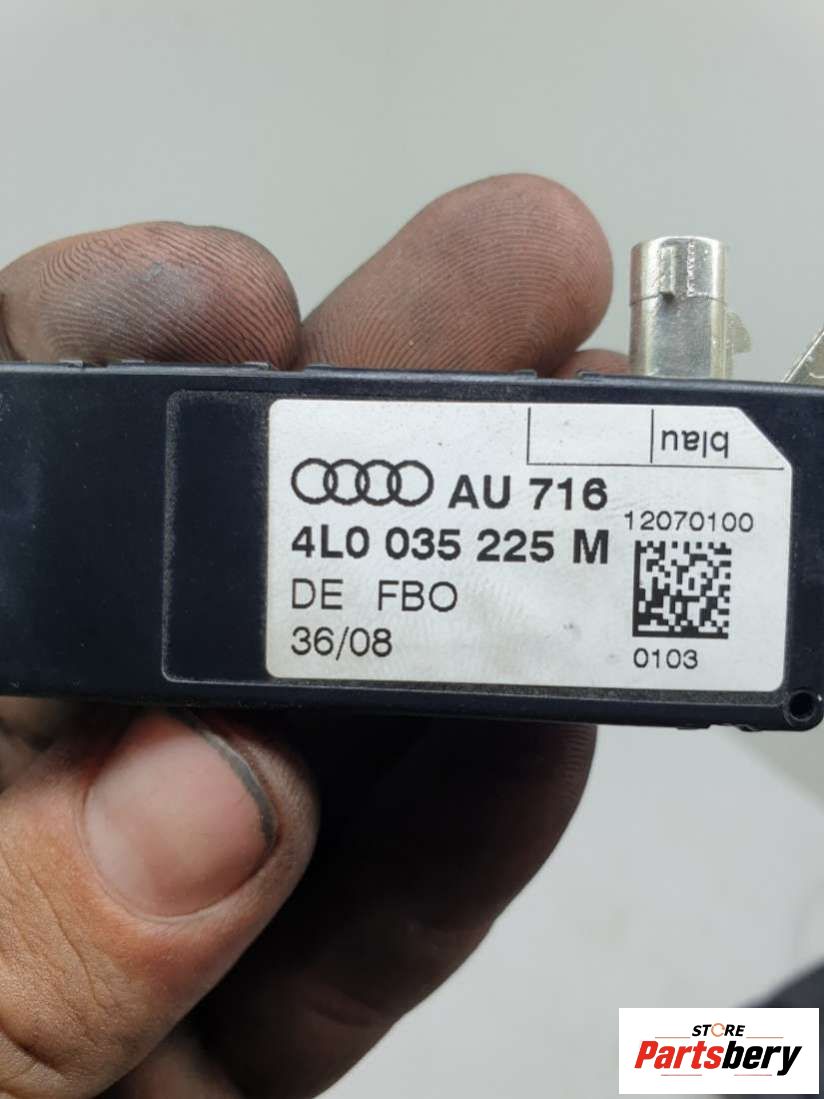 blau
AU 716
12070100
4L0 035 225 M
DE FBO
36/08
0103
STORE
Partsbery